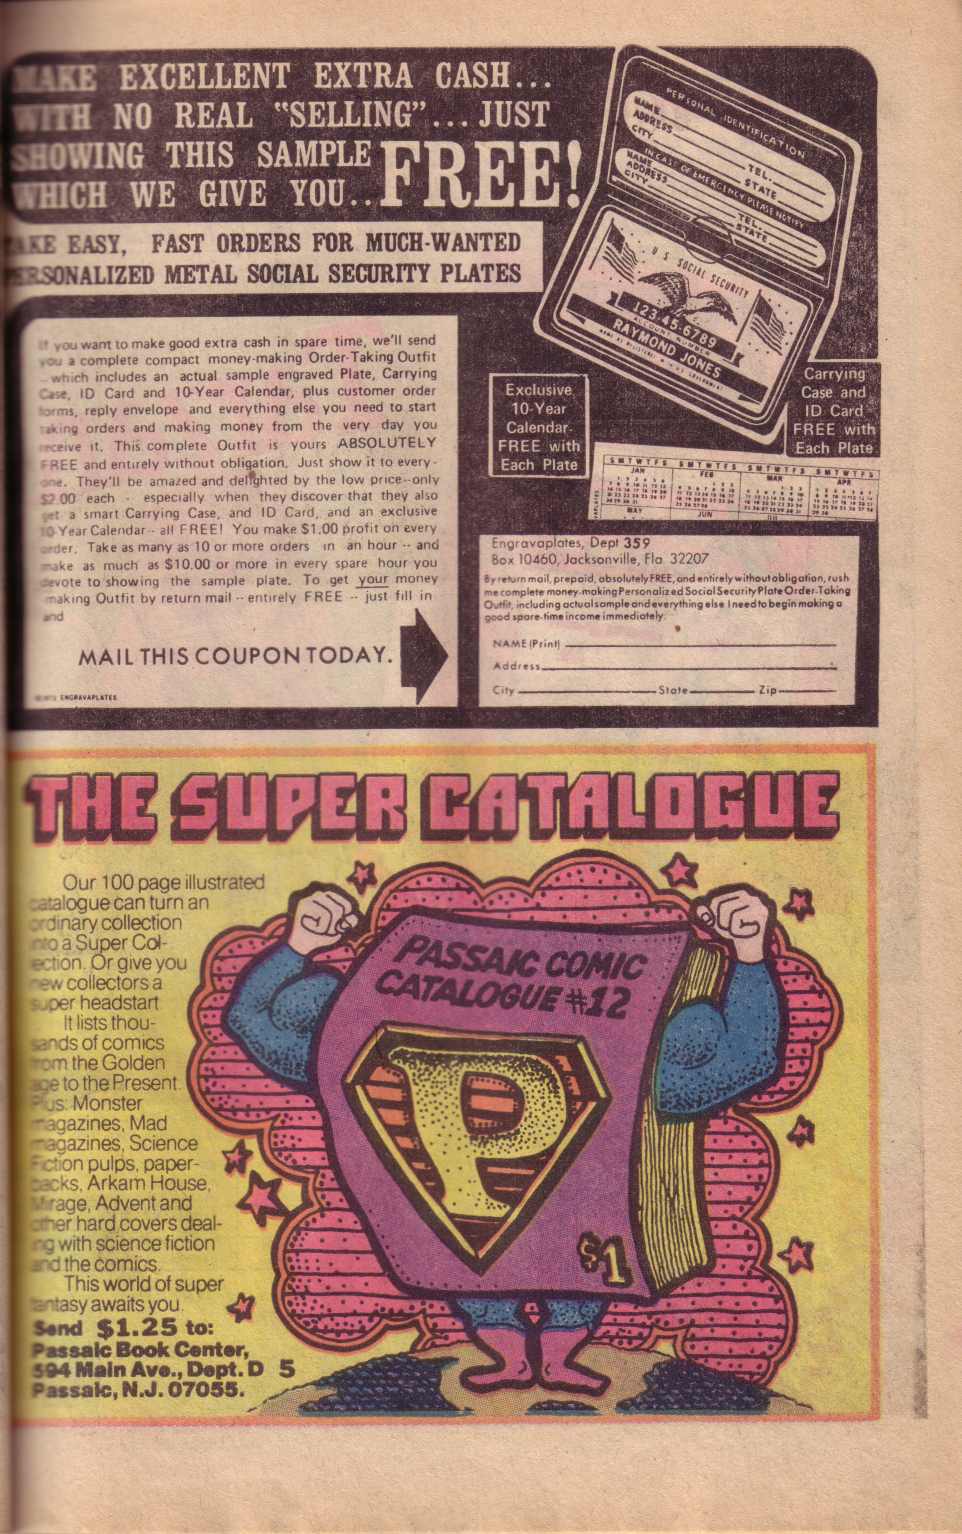 MAKE EXCELLENT EXTRA CASH...
WITH NO REAL "SELLING"...JUST
SHOWING THIS SAMPLE
WHICH WE GIVE YOU.. FREE!
TAKE EASY, FAST ORDERS FOR MUCH-WANTED
PERSONALIZED METAL SOCIAL SECURITY PLATES
PERSONAL IDENTIFICATION
NAME
ADDRESS
CITY
TEL.
STATE
IN CASE OF EMERGENCY PLEASE NOTIFY
NAME
ADDRESS
CITY
TEL.
STATE
U.S. SOCIAL SECURITY
123-45-6789
ACCOUNT NUMBER
RAYMOND JONES
If you want to make good extra cash in spare time, we'll send
you a complete compact money-making Order-Taking Outfit
-- which includes an actual sample engraved Plate, Carrying
Case, ID Card and 10-Year Calendar, plus customer order
forms, reply envelope and everything else you need to start
taking orders and making money from the very day you
receive it. This complete Outfit is yours ABSOLUTELY
FREE and entirely without obligation. Just show it to every-
one. They'll be amazed and delighted by the low price--only
$2.00 each - especially when they discover that they also
get a smart Carrying Case, and ID Card, and an exclusive
10-Year Calendar -- all FREE! You make $1.00 profit on every
order. Take as many as 10 or more orders in an hour -- and
make as much as $10.00 or more in every spare hour you
devote to showing the sample plate. To get your money
making Outfit by return mail -- entirely FREE -- just fill in
and
MAIL THIS COUPON TODAY.
ENGRAVAPLATES
Exclusive
10-Year
Calendar
FREE with
Each Plate
Carrying
Case and
ID Card
FREE with
Each Plate
S M T W T F S S M T W T F S S M T W T F S S M T W T F S
JAN FEB MAR APR
MAY JUN
Engravaplates, Dept 359
Box 10460, Jacksonville, Fla. 32207
By return mail, prepaid, absolutely FREE, and entirely without obligation, rush
me complete money-making Personalized Social Security Plate Order-Taking
Outfit, including actual sample and everything else I need to begin making a
good spare-time income immediately.
NAME (Print)
Address
City State Zip
THE SUPER CATALOGUE
Our 100 page illustrated
catalogue can turn an
ordinary collection
into a Super Col-
lection. Or give you
new collectors a
super headstart
It lists thou-
sands of comics
from the Golden
age to the Present.
Plus: Monster
magazines, Mad
magazines, Science
Fiction pulps, paper-
backs, Arkam House,
Mirage, Advent and
other hard covers deal-
ing with science fiction
and the comics.
This world of super
fantasy awaits you.
Send $1.25 to:
Passaic Book Center,
594 Main Ave., Dept. D 5
Passaic, N.J. 07055.
PASSAIC COMIC
CATALOGUE #12
P
$1